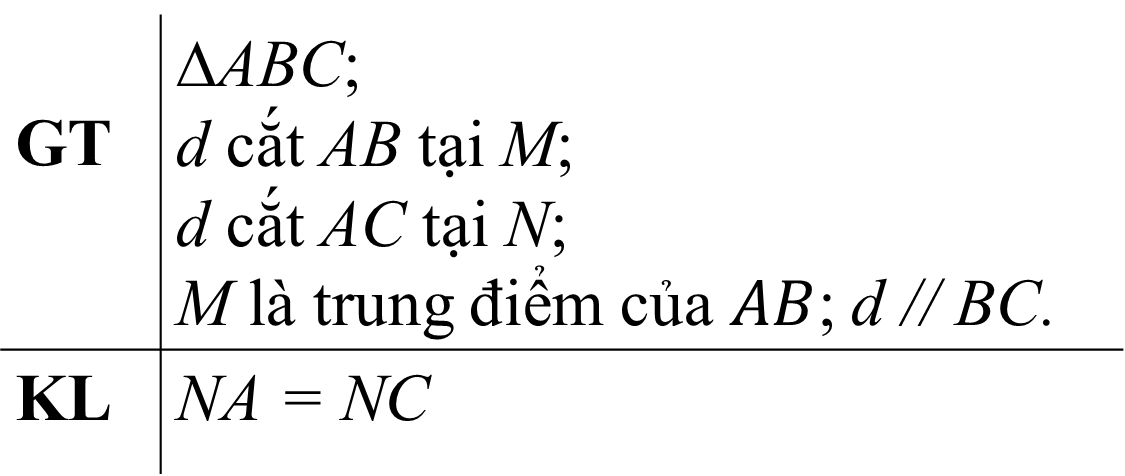 ΔABC;
GT d cắt AB tại M;
d cắt AC tại N;
M là trung điểm của AB; d // BC.
KL NA = NC